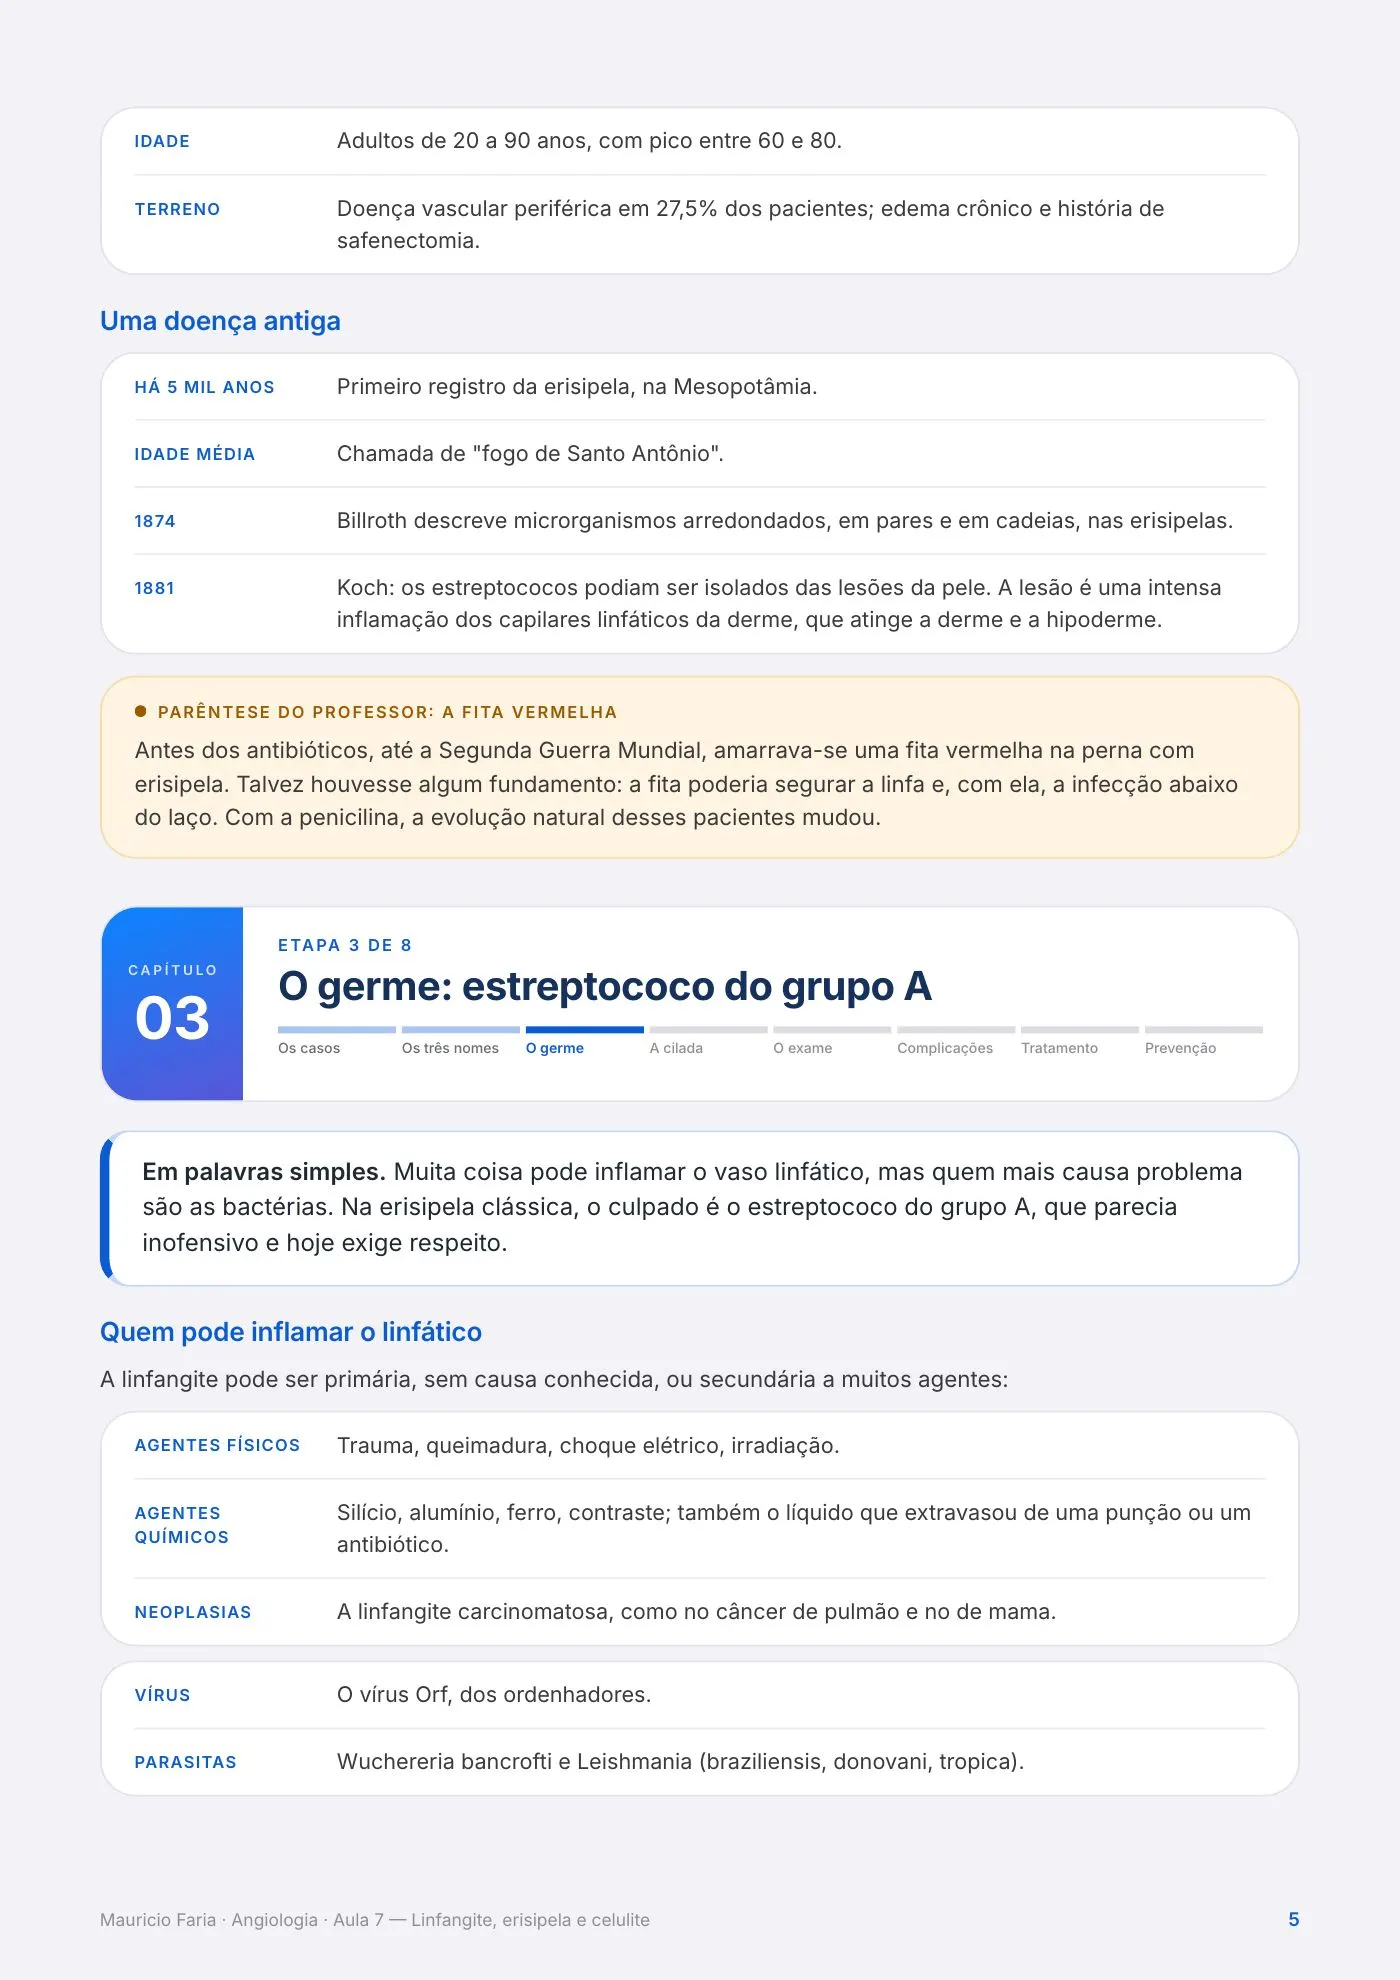 IDADE
Adultos de 20 a 90 anos, com pico entre 60 e 80.
TERRENO
Doença vascular periférica em 27,5% dos pacientes; edema crônico e história de
safenectomia.
Uma doença antiga
HÁ 5 MIL ANOS
Primeiro registro da erisipela, na Mesopotâmia.
IDADE MÉDIA
Chamada de "fogo de Santo Antônio".
1874
Billroth descreve microrganismos arredondados, em pares e em cadeias, nas erisipelas.
1881
Koch: os estreptococos podiam ser isolados das lesões da pele. A lesão é uma intensa
inflamação dos capilares linfáticos da derme, que atinge a derme e a hipoderme.
PARÊNTESE DO PROFESSOR: A FITA VERMELHA
Antes dos antibióticos, até a Segunda Guerra Mundial, amarrava-se uma fita vermelha na perna com
erisipela. Talvez houvesse algum fundamento: a fita poderia segurar a linfa e, com ela, a infecção abaixo
do laço. Com a penicilina, a evolução natural desses pacientes mudou.
CAPÍTULO
03
ETAPA 3 DE 8
O germe: estreptococo do grupo A
Os casos
Os três nomes
O germe
A cilada
O exame
Complicações
Tratamento
Prevenção
Em palavras simples. Muita coisa pode inflamar o vaso linfático, mas quem mais causa problema
são as bactérias. Na erisipela clássica, o culpado é o estreptococo do grupo A, que parecia
inofensivo e hoje exige respeito.
Quem pode inflamar o linfático
A linfangite pode ser primária, sem causa conhecida, ou secundária a muitos agentes:
AGENTES FÍSICOS
Trauma, queimadura, choque elétrico, irradiação.
AGENTES
QUÍMICOS
Silício, alumínio, ferro, contraste; também o líquido que extravasou de uma punção ou um
antibiótico.
NEOPLASIAS
A linfangite carcinomatosa, como no câncer de pulmão e no de mama.
VÍRUS
O vírus Orf, dos ordenhadores.
PARASITAS
Wuchereria bancrofti e Leishmania (braziliensis, donovani, tropica).
Mauricio Faria · Angiologia · Aula 7 — Linfangite, erisipela e celulite
5